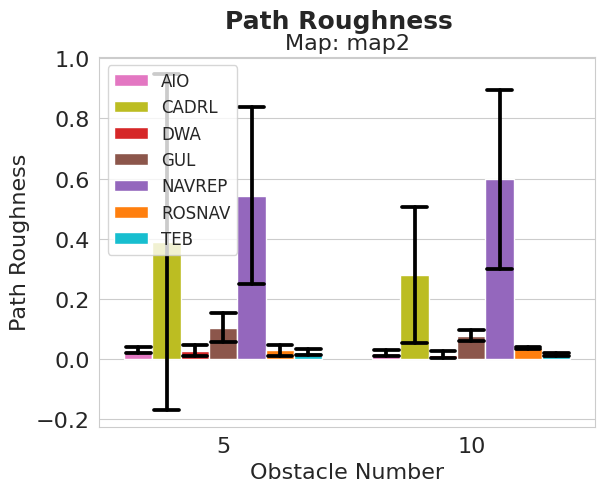 Path Roughness
Map: map2
1.0
0.8
0.6
0.4
0.2
0.0
−0.2
Path Roughness
AIO
CADRL
DWA
GUL
NAVREP
ROSNAV
TEB
5
10
Obstacle Number